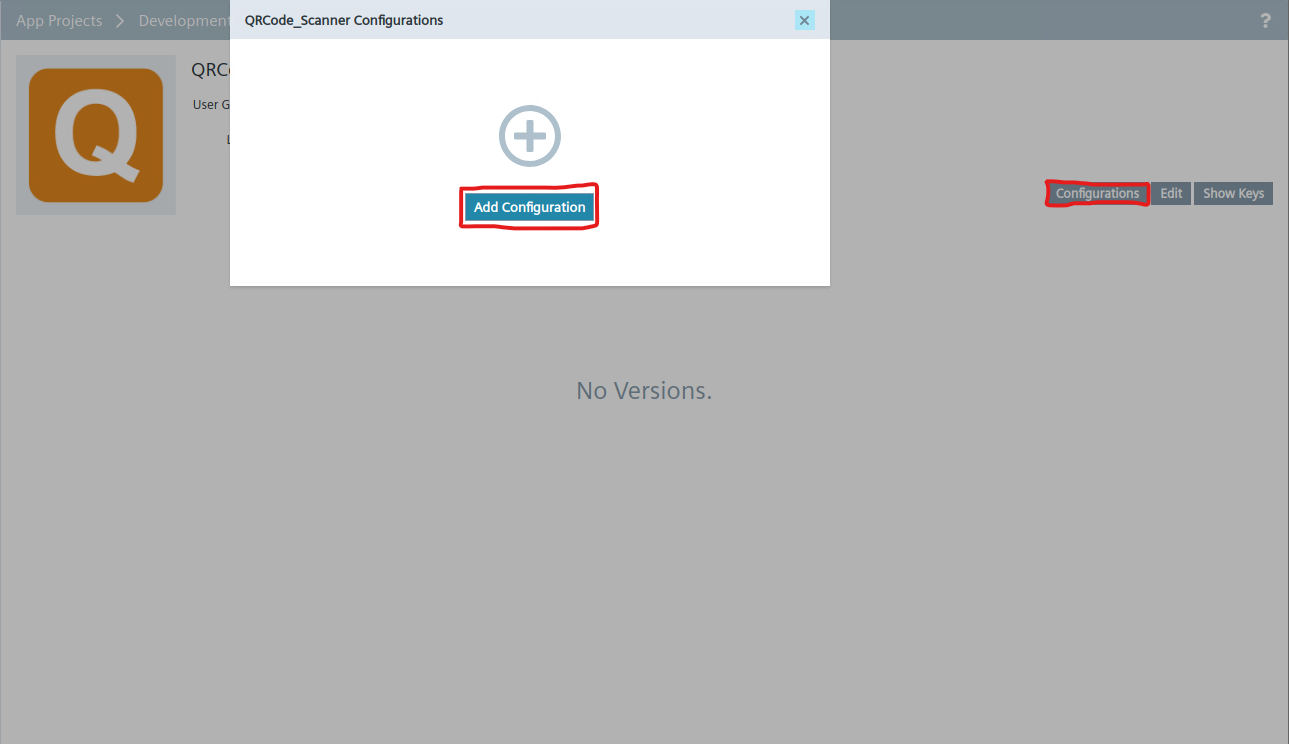 App Projects > Development
QRCode_Scanner Configurations
?
Q
QRC
User G
L
Add Configuration
Configurations
Edit
Show Keys
No Versions.